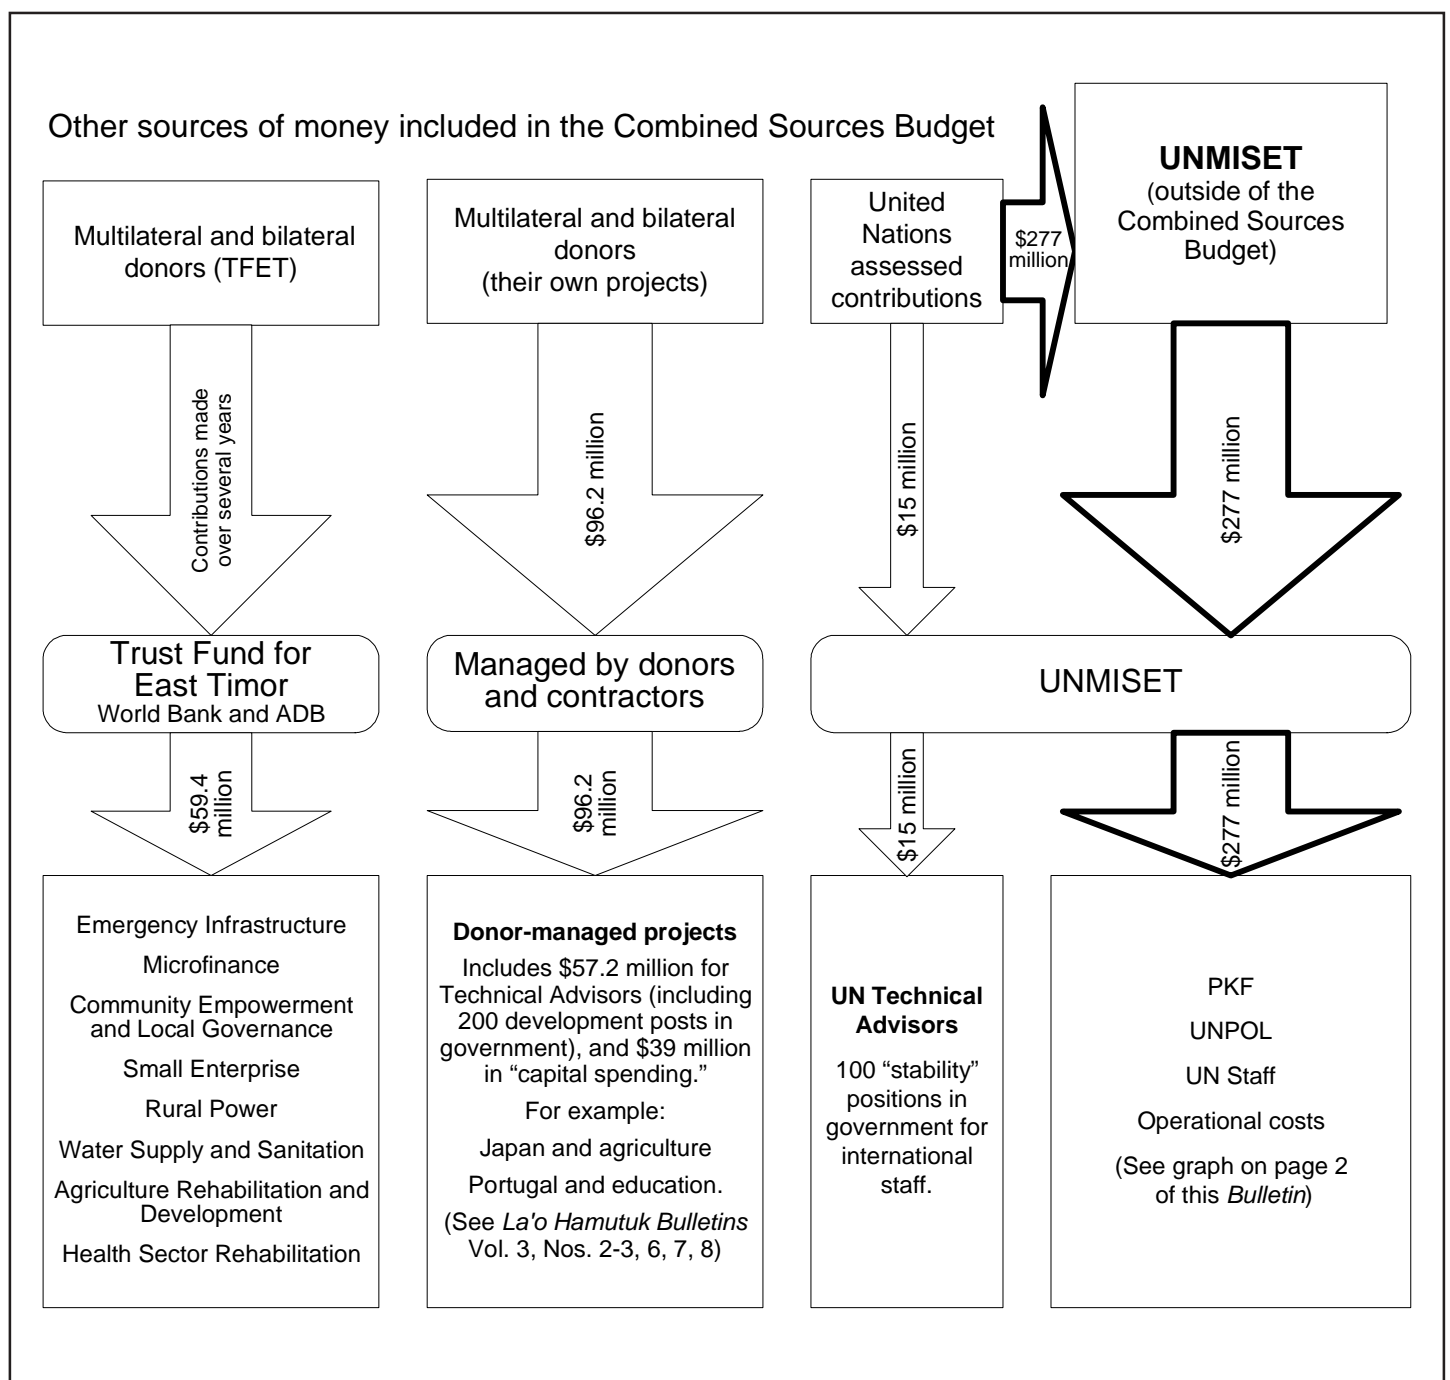 Other sources of money included in the Combined Sources Budget
Multilateral and bilateral
donors (TFET)
Multilateral and bilateral
donors
(their own projects)
United
Nations
assessed
contributions
$277
million
UNMISET
(outside of the
Combined Sources
Budget)
Contributions made
over several years
$96.2 million
$15 million
$277 million
Trust Fund for
East Timor
World Bank and ADB
Managed by donors
and contractors
UNMISET
$59.4
million
$96.2
million
$15 million
$277 million
Emergency Infrastructure
Microfinance
Community Empowerment
and Local Governance
Small Enterprise
Rural Power
Water Supply and Sanitation
Agriculture Rehabilitation and
Development
Health Sector Rehabilitation
Donor-managed projects
Includes $57.2 million for
Technical Advisors (including
200 development posts in
government), and $39 million
in “capital spending.”
For example:
Japan and agriculture
Portugal and education.
(See La'o Hamutuk Bulletins
Vol. 3, Nos. 2-3, 6, 7, 8)
UN Technical
Advisors
100 “stability”
positions in
government for
international
staff.
PKF
UNPOL
UN Staff
Operational costs
(See graph on page 2
of this Bulletin)